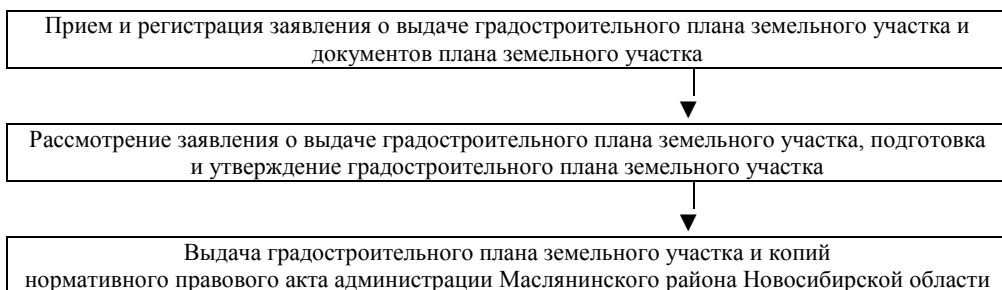 Прием и регистрация заявления о выдаче градостроительного плана земельного участка и
документов плана земельного участка
Рассмотрение заявления о выдаче градостроительного плана земельного участка, подготовка
и утверждение градостроительного плана земельного участка
Выдача градостроительного плана земельного участка и копий
нормативного правового акта администрации Маслянинского района Новосибирской области